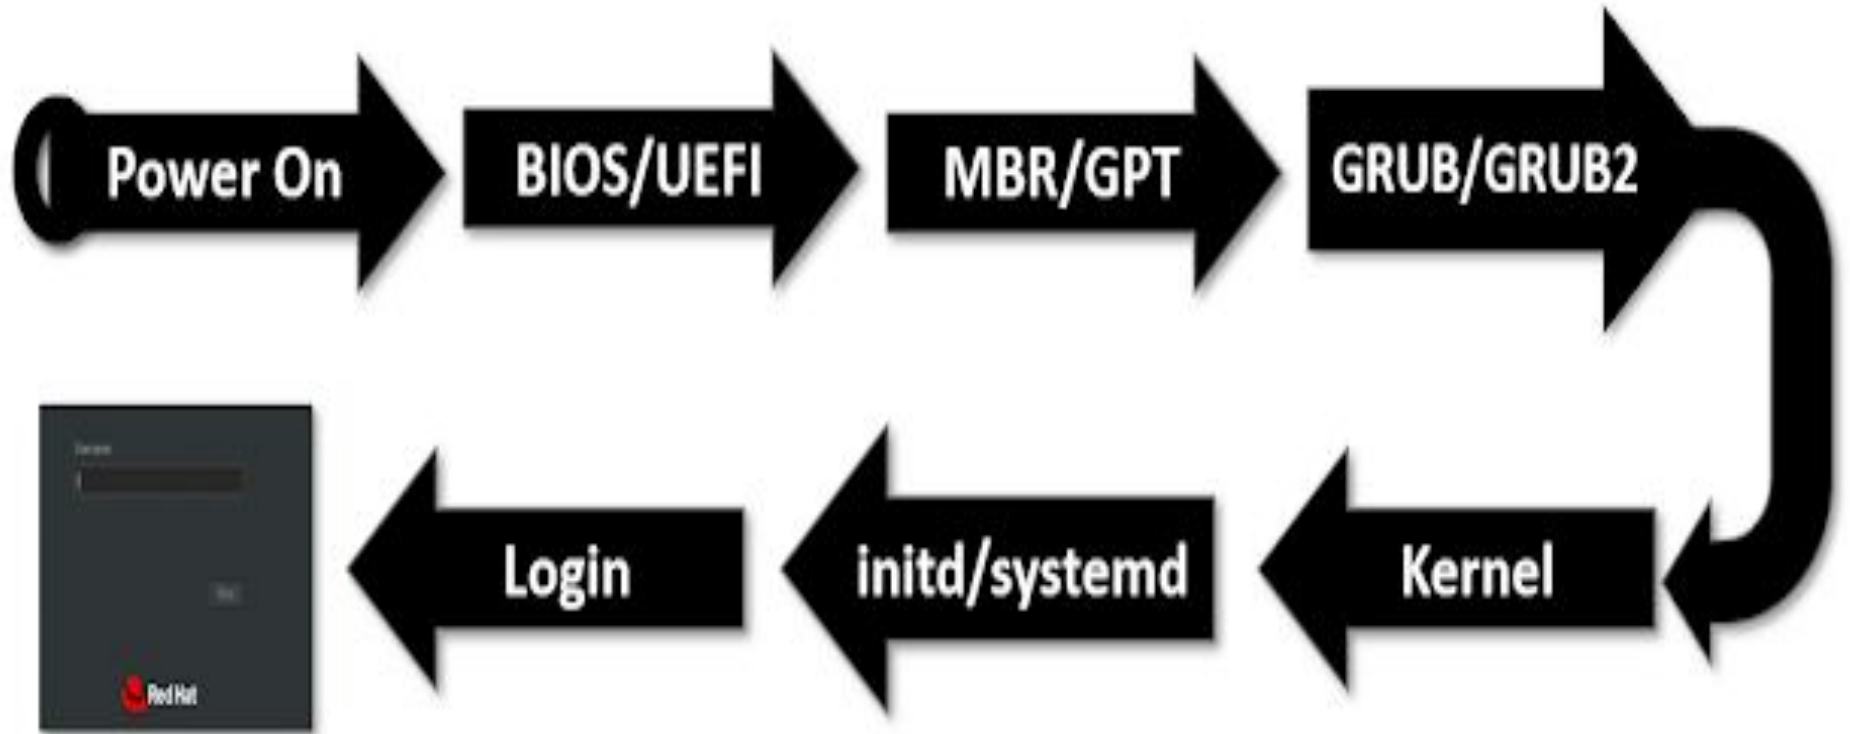 Power On
BIOS/UEFI
MBR/GPT
GRUB/GRUB2
Kernel
initd/systemd
Login
Red Hat